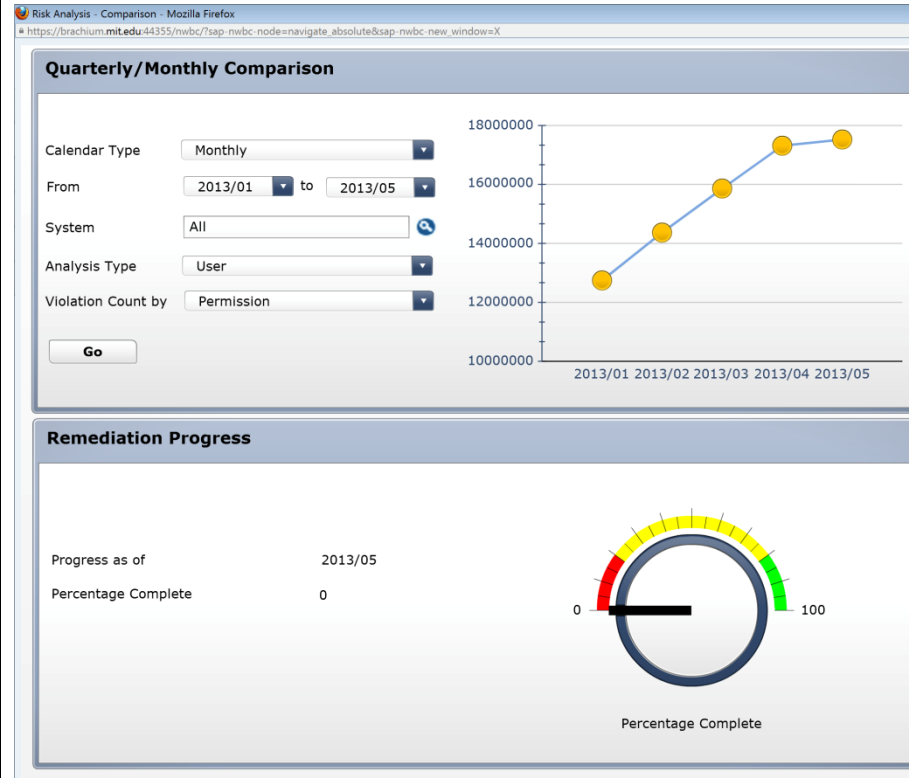 Risk Analysis - Comparison - Mozilla Firefox
https://brachium.mit.edu:44355/nwbc/?sap-nwbc-node=navigate_absolute&sap-nwbc-new_window=X
Quarterly/Monthly Comparison
Calendar Type Monthly
From 2013/01 to 2013/05
System All
Analysis Type User
Violation Count by Permission
Go
18000000
16000000
14000000
12000000
10000000
2013/01 2013/02 2013/03 2013/04 2013/05
Remediation Progress
Progress as of 2013/05
Percentage Complete 0
0 100
Percentage Complete